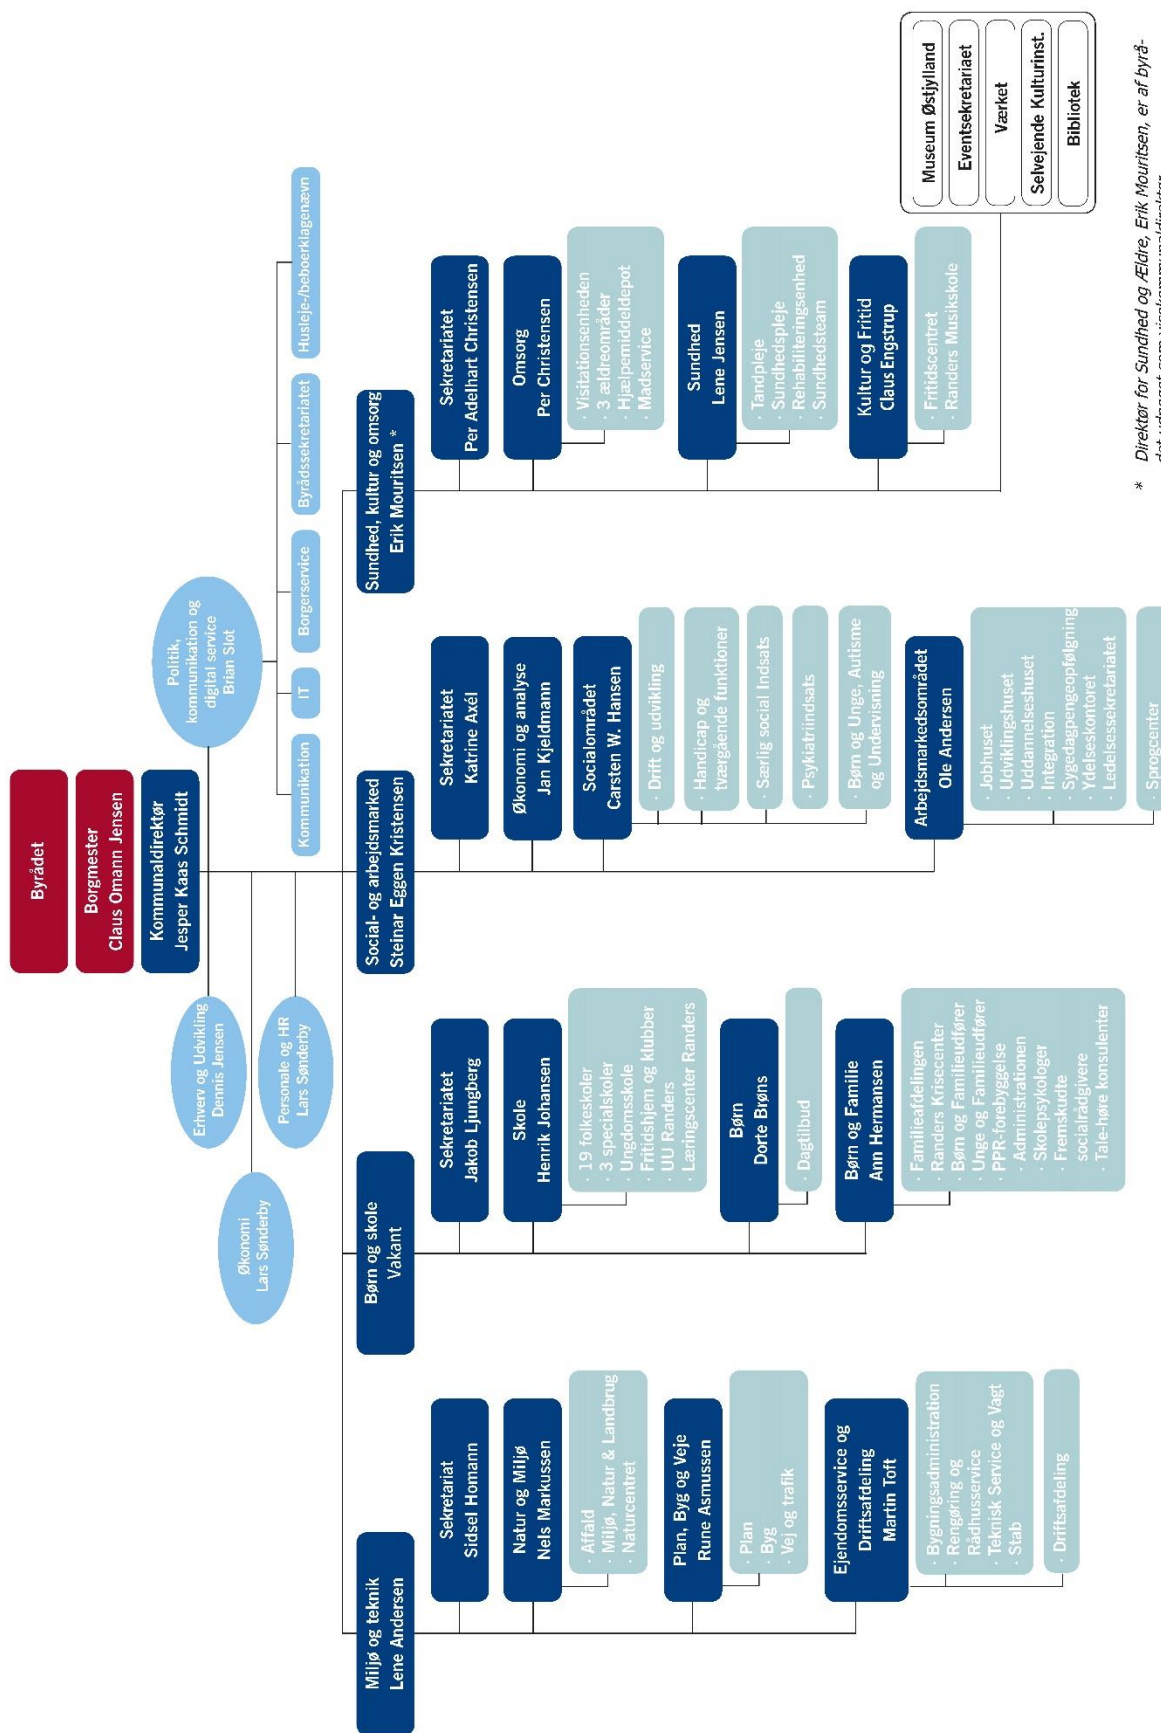 Byrådet
Borgmester
Claus Omann Jensen
Kommunaldirektør
Jesper Kaas Schmidt
Erhverv og Udvikling
Dennis Jensen
Økonomi
Lars Sønderby
Personale og HR
Lars Sønderby
Politik,
kommunikation og
digital service
Brian Slot
Kommunikation
IT
Borgerservice
Byrådssekretariatet
Husleje-/beboerklagenævn
Miljø og teknik
Lene Andersen
Sekretariat
Sidsel Homann
Natur og Miljø
Nels Markussen
· Affald
· Miljø, Natur & Landbrug
· Naturcentret
Plan, Byg og Veje
Rune Asmussen
· Plan
· Byg
· Vej og trafik
Ejendomsservice og
Driftsafdeling
Martin Toft
· Bygningsadministration
· Rengøring og
Rådhusservice
· Teknisk Service og Vagt
· Stab
· Driftsafdeling
Børn og skole
Vakant
Sekretariatet
Jakob Ljungberg
Skole
Henrik Johansen
· 19 folkeskoler
· 3 specialskoler
· Ungdomsskole
· Fritidshjem og klubber
· UU Randers
· Læringscenter Randers
Børn
Dorte Brøns
· Dagtilbud
Børn og Familie
Ann Hermansen
· Familieafdelingen
· Randers Krisecenter
· Børn og Familieudfører
· Unge og Familieudfører
· PPR-forebyggelse
· Administrationen
· Skolepsykologer
· Fremskudte
socialrådgivere
· Tale-høre konsulenter
Social- og arbejdsmarked
Steinar Eggen Kristensen
Sekretariatet
Katrine Axél
Økonomi og analyse
Jan Kjeldmann
Socialområdet
Carsten W. Hansen
· Drift og udvikling
· Handicap og
tværgående funktioner
· Særlig social Indsats
· Psykiatriindsats
· Børn og Unge, Autisme
og Undervisning
Arbejdsmarkedsområdet
Ole Andersen
· Jobhuset
· Udviklingshuset
· Uddannelseshuset
· Integration
· Sygedagpengeopfølgning
· Ydelseskontoret
· Ledelsessekretariatet
· Sprogcenter
Sundhed, kultur og omsorg
Erik Mouritsen *
Sekretariatet
Per Adelhart Christensen
Omsorg
Per Christensen
· Visitationsenheden
· 3 ældreområder
· Hjælpemiddeldepot
· Madservice
Sundhed
Lene Jensen
· Tandpleje
· Sundhedspleje
· Rehabiliteringsenhed
· Sundhedsteam
Kultur og Fritid
Claus Engstrup
· Fritidscentret
· Randers Musikskole
Museum Østjylland
Eventsekretariaet
Værket
Selvejende Kulturinst.
Bibliotek
* Direktør for Sundhed og Ældre, Erik Mouritsen, er af byrå-
det udpeget som vicekommunaldirektør